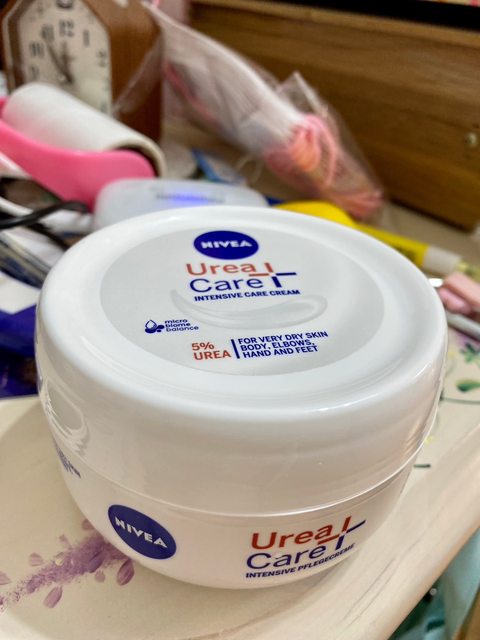 NIVEA
Urea+
Care
INTENSIVE CARE CREAM
micro
biome
balance
5%
UREA
FOR VERY DRY SKIN
BODY, ELBOWS,
HAND AND FEET
NIVEA
Urea+
Care
INTENSIVE PFLEGECREME